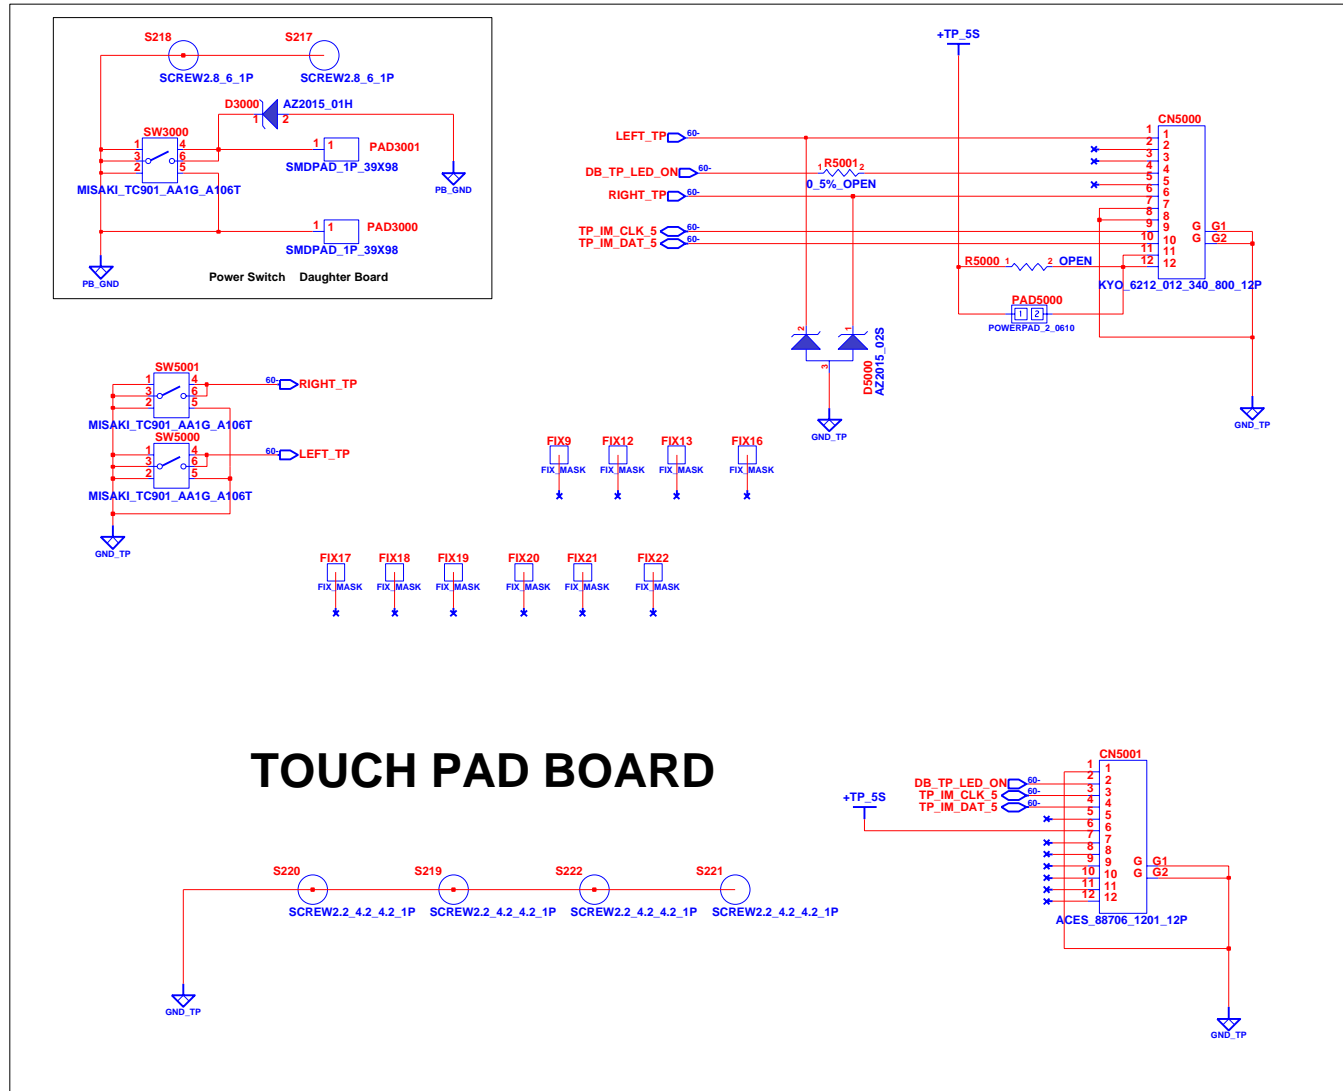 S218
S217
SCREW2.8_6_1P
SCREW2.8_6_1P
D3000
AZ2015_01H
1
2
SW3000
1
3
2
4
6
5
1 1
PAD3001
SMDPAD_1P_39X98
MISAKI_TC901_AA1G_A106T
PB_GND
1 1
PAD3000
SMDPAD_1P_39X98
PB_GND
Power Switch Daughter Board
+TP_5S
LEFT_TP 60-
DB_TP_LED_ON 60-
1 R5001 2
0_5%_OPEN
RIGHT_TP 60-
TP_IM_CLK_5 60-
TP_IM_DAT_5 60-
CN5000
1 1
2 2
3 3
4 4
5 5
6 6
7 7
8 8
9 9
10 10
11 11
12 12
G G1
G G2
KYO_6212_012_340_800_12P
R5000 1 2 OPEN
PAD5000
1 2
POWERPAD_2_0610
2
1
3
D5000
AZ2015_02S
GND_TP
GND_TP
SW5001
1
3
2
4
6
5
60- RIGHT_TP
MISAKI_TC901_AA1G_A106T
SW5000
1
3
2
4
6
5
60- LEFT_TP
MISAKI_TC901_AA1G_A106T
GND_TP
FIX9 FIX12 FIX13 FIX16
FIX_MASK FIX_MASK FIX_MASK FIX_MASK
FIX17 FIX18 FIX19 FIX20 FIX21 FIX22
FIX_MASK FIX_MASK FIX_MASK FIX_MASK FIX_MASK FIX_MASK
TOUCH PAD BOARD
+TP_5S
DB_TP_LED_ON 60-
TP_IM_CLK_5 60-
TP_IM_DAT_5 60-
CN5001
1 1
2 2
3 3
4 4
5 5
6 6
7 7
8 8
9 9
10 10
11 11
12 12
G G1
G G2
ACES_88706_1201_12P
GND_TP
S220 S219 S222 S221
SCREW2.2_4.2_4.2_1P SCREW2.2_4.2_4.2_1P SCREW2.2_4.2_4.2_1P SCREW2.2_4.2_4.2_1P
GND_TP